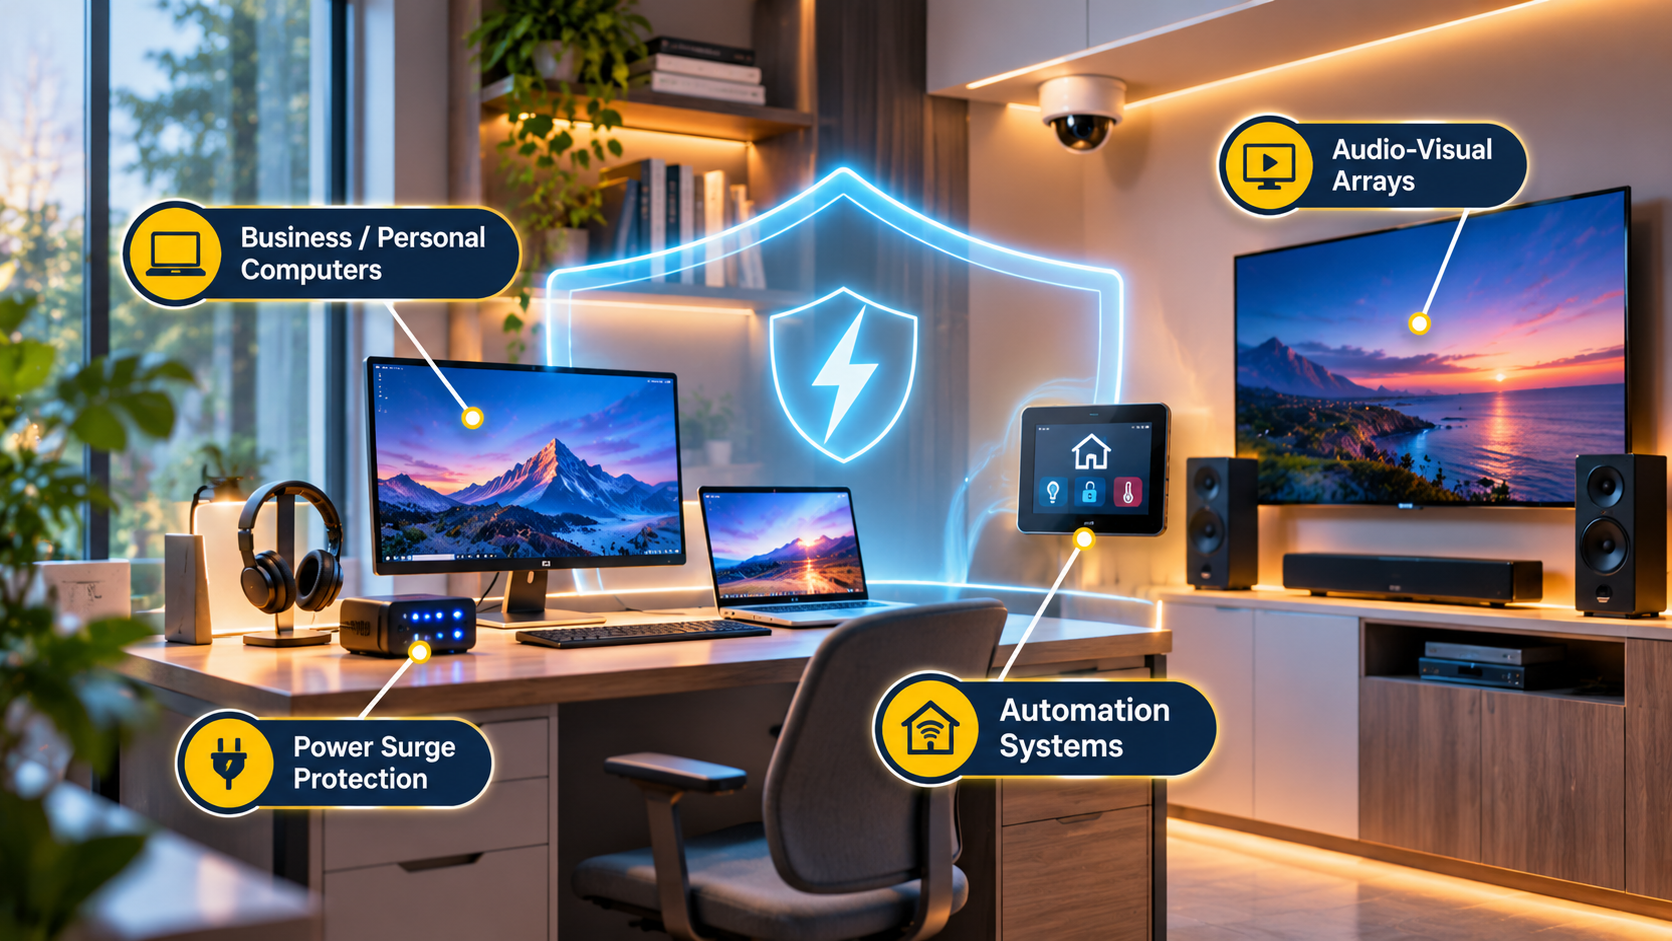 Audio-Visual
Arrays
Business / Personal
Computers
Automation
Systems
Power Surge
Protection